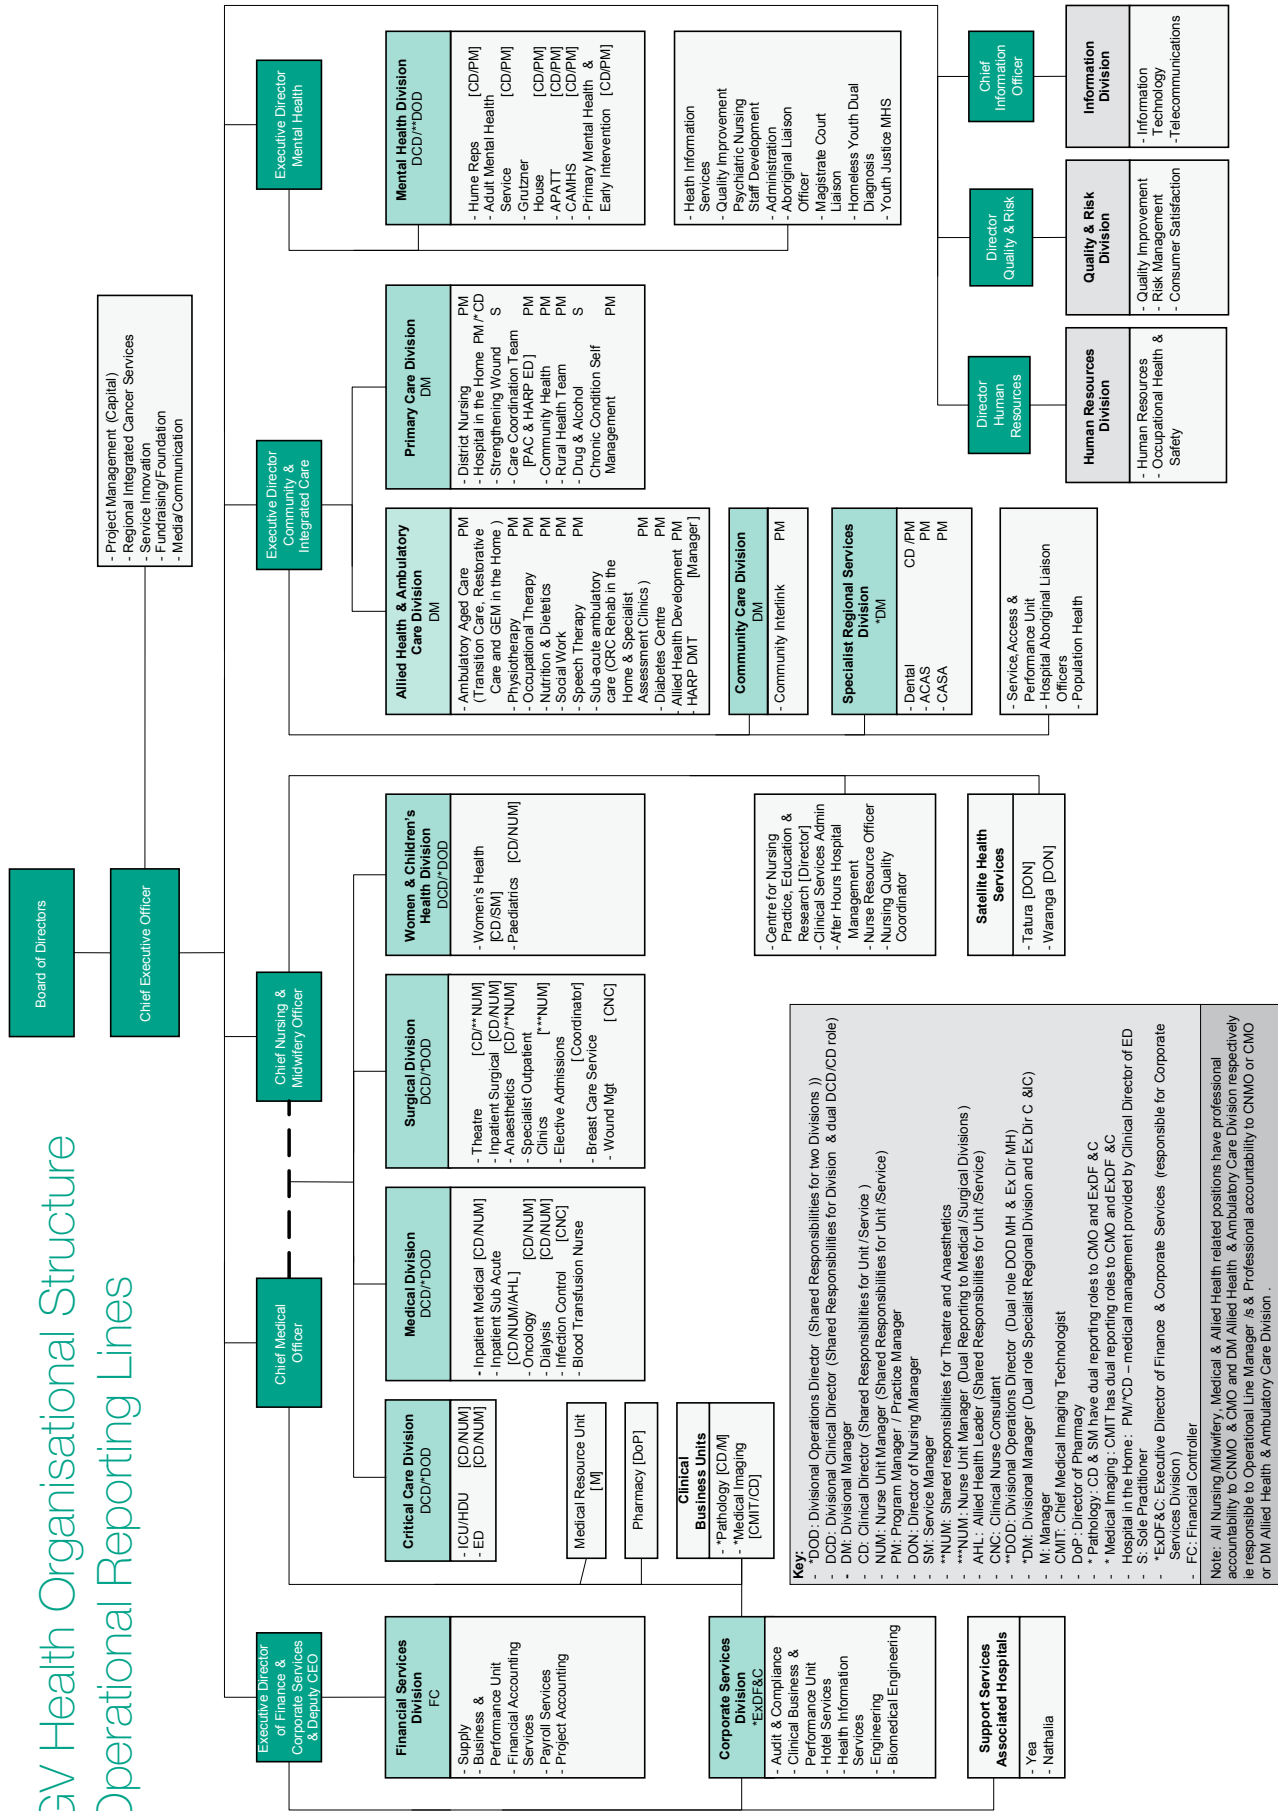 GV Health Organisational Structure
Operational Reporting Lines
Board of Directors
Chief Executive Officer
- Project Management (Capital)
- Regional Integrated Cancer Services
- Service Innovation
- Fundraising/Foundation
- Media/Communication
Executive Director
of Finance &
Corporate Services
& Deputy CEO
Chief Medical
Officer
Chief Nursing &
Midwifery Officer
Executive Director
Community &
Integrated Care
Executive Director
Mental Health
Financial Services
Division
FC
- Supply
- Business &
Performance Unit
- Financial Accounting
Services
- Payroll Services
- Project Accounting
Critical Care Division
DCD/*DOD
- ICU/HDU [CD/NUM]
- ED [CD/NUM]
Medical Resource Unit
[M]
Pharmacy [DoP]
Clinical
Business Units
- *Pathology [CD/M]
- *Medical Imaging
[CMIT/CD]
Medical Division
DCD/*DOD
- Inpatient Medical [CD/NUM]
- Inpatient Sub Acute
[CD/NUM/AHL]
- Oncology [CD/NUM]
- Dialysis [CD/NUM]
- Infection Control [CNC]
- Blood Transfusion Nurse
Surgical Division
DCD/*DOD
- Theatre [CD/** NUM]
- Inpatient Surgical [CD/NUM]
- Anaesthetics [CD/**NUM]
- Specialist Outpatient
Clinics [***NUM]
- Elective Admissions
[Coordinator]
- Breast Care Service
- Wound Mgt [CNC]
Women & Children's
Health Division
DCD/*DOD
- Women's Health
[CD/SM]
- Paediatrics [CD/NUM]
Allied Health & Ambulatory
Care Division
DM
- Ambulatory Aged Care PM
(Transition Care, Restorative
Care and GEM in the Home )
- Physiotherapy PM
- Occupational Therapy PM
- Nutrition & Dietetics PM
- Social Work PM
- Speech Therapy PM
- Sub-acute ambulatory
care (CRC Rehab in the
Home & Specialist
Assessment Clinics ) PM
- Diabetes Centre PM
- Allied Health Development PM
- HARP DMT [Manager ]
Primary Care Division
DM
- District Nursing PM
- Hospital in the Home PM /* CD
- Strengthening Wound S
- Care Coordination Team
[PAC & HARP ED] PM
- Community Health PM
- Rural Health Team PM
- Drug & Alcohol S
- Chronic Condition Self
Management PM
Mental Health Division
DCD/**DOD
- Hume Reps [CD/PM]
- Adult Mental Health
Service [CD/PM]
- Grutzner
House [CD/PM]
- APATT [CD/PM]
- CAMHS [CD/PM]
- Primary Mental Health &
Early Intervention [CD/PM]
- Heath Information
Services
- Quality Improvement
Psychiatric Nursing
Staff Development
- Administration
- Aboriginal Liaison
Officer
- Magistrate Court
Liaison
- Homeless Youth Dual
Diagnosis
- Youth Justice MHS
Corporate Services
Division
*ExDF&C
- Audit & Compliance
- Clinical Business &
Performance Unit
- Hotel Services
- Health Information
Services
- Engineering
- Biomedical Engineering
- Centre for Nursing
Practice, Education &
Research [Director]
- Clinical Services Admin
- After Hours Hospital
Management
- Nurse Resource Officer
- Nursing Quality
Coordinator
Community Care Division
DM
- Community Interlink PM
Specialist Regional Services
Division
*DM
- Dental CD /PM
- ACAS PM
- CASA PM
- Service,Access &
Performance Unit
- Hospital Aboriginal Liaison
Officers
- Population Health
Support Services
Associated Hospitals
- Yea
- Nathalia
Satellite Health
Services
- Tatura [DON]
- Waranga [DON]
Director
Human
Resources
Director
Quality & Risk
Chief
Information
Officer
Human Resources
Division
- Human Resources
- Occupational Health &
Safety
Quality & Risk
Division
- Quality Improvement
- Risk Management
- Consumer Satisfaction
Information
Division
- Information
Technology
- Telecommunications
Key:
- *DOD: Divisional Operations Director (Shared Responsibilities for two Divisions ))
- DCD: Divisional Clinical Director (Shared Responsibilities for Division & dual DCD/CD role)
- DM: Divisional Manager
- CD: Clinical Director ( Shared Responsibilities for Unit /Service )
- NUM: Nurse Unit Manager (Shared Responsibilities for Unit /Service)
- PM: Program Manager / Practice Manager
- DON: Director of Nursing /Manager
- SM: Service Manager
- **NUM: Shared responsibilities for Theatre and Anaesthetics
- ***NUM: Nurse Unit Manager (Dual Reporting to Medical /Surgical Divisions )
- AHL: Allied Health Leader (Shared Responsibilities for Unit /Service)
- CNC: Clinical Nurse Consultant
- **DOD: Divisional Operations Director (Dual role DOD MH & Ex Dir MH)
- *DM: Divisional Manager (Dual role Specialist Regional Division and Ex Dir C &IC)
- M: Manager
- CMIT: Chief Medical Imaging Technologist
- DoP: Director of Pharmacy
- * Pathology : CD & SM have dual reporting roles to CMO and ExDF &C
- * Medical Imaging : CMIT has dual reporting roles to CMO and ExDF &C
- Hospital in the Home : PM/*CD – medical management provided by Clinical Director of ED
- S: Sole Practitioner
- *ExDF&C: Executive Director of Finance & Corporate Services (responsible for Corporate
Services Division )
- FC: Financial Controller
Note: All Nursing /Midwifery , Medical & Allied Health related positions have professional
accountability to CNMO & CMO and DM Allied Health & Ambulatory Care Division respectively
ie responsible to Operational Line Manager /s & Professional accountability to CNMO or CMO
or DM Allied Health & Ambulatory Care Division .